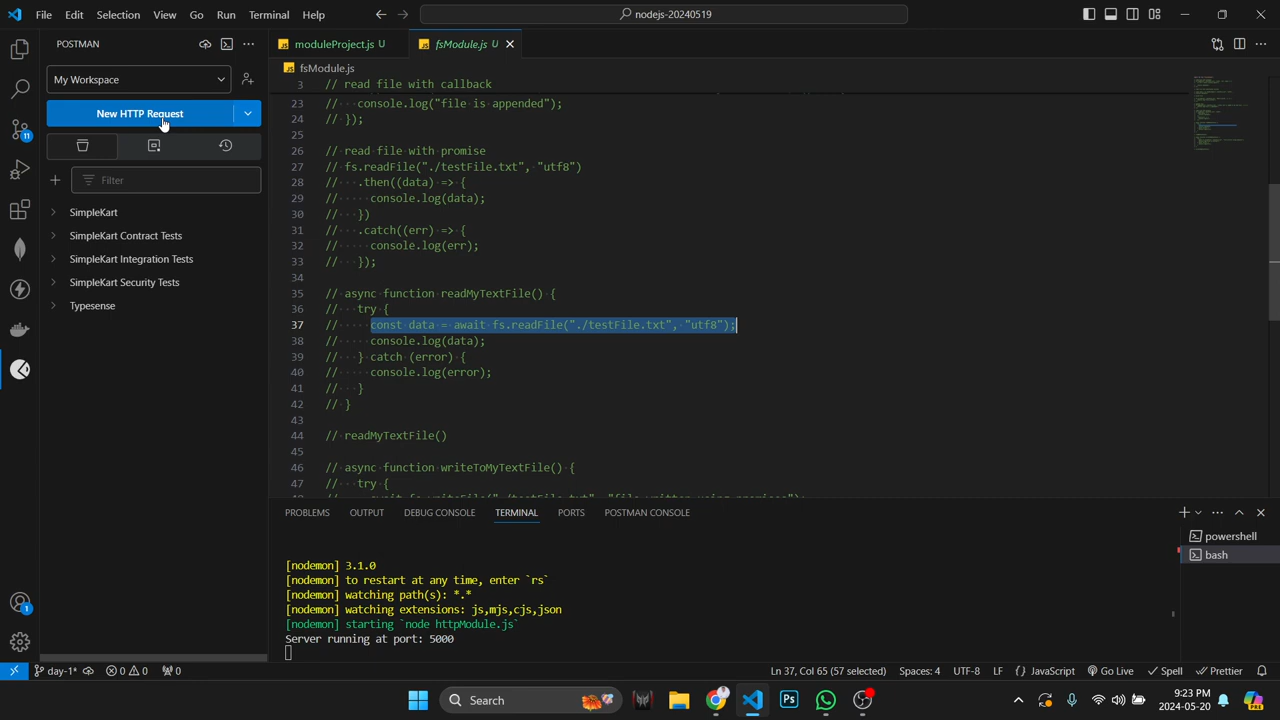 File Edit Selection View Go Run Terminal Help
nodejs-20240519
POSTMAN
My Workspace
New HTTP Request
Filter
SimpleKart
SimpleKart Contract Tests
SimpleKart Integration Tests
SimpleKart Security Tests
Typesense
11
1
JS moduleProject.js U
JS fsModule.js U
JS fsModule.js
3 // read file with callback
23 // console.log("file is appended");
24 // });
25
26 // read file with promise
27 // fs.readFile("./testFile.txt", "utf8")
28 // .then((data) => {
29 // console.log(data);
30 // })
31 // .catch((err) => {
32 // console.log(err);
33 // });
34
35 // async function readMyTextFile() {
36 // try {
37 // const data = await fs.readFile("./testFile.txt", "utf8");
38 // console.log(data);
39 // } catch (error) {
40 // console.log(error);
41 // }
42 // }
43
44 // readMyTextFile()
45
46 // async function writeToMyTextFile() {
47 // try {
PROBLEMS OUTPUT DEBUG CONSOLE TERMINAL PORTS POSTMAN CONSOLE
powershell
bash
[nodemon] 3.1.0
[nodemon] to restart at any time, enter `rs`
[nodemon] watching path(s): *.*
[nodemon] watching extensions: js,mjs,cjs,json
[nodemon] starting `node httpModule.js`
Server running at port: 5000
day-1* 0 0 0 Ln 37, Col 65 (57 selected) Spaces: 4 UTF-8 LF {} JavaScript Go Live Spell Prettier
Search
Ps
9:23 PM
2024-05-20